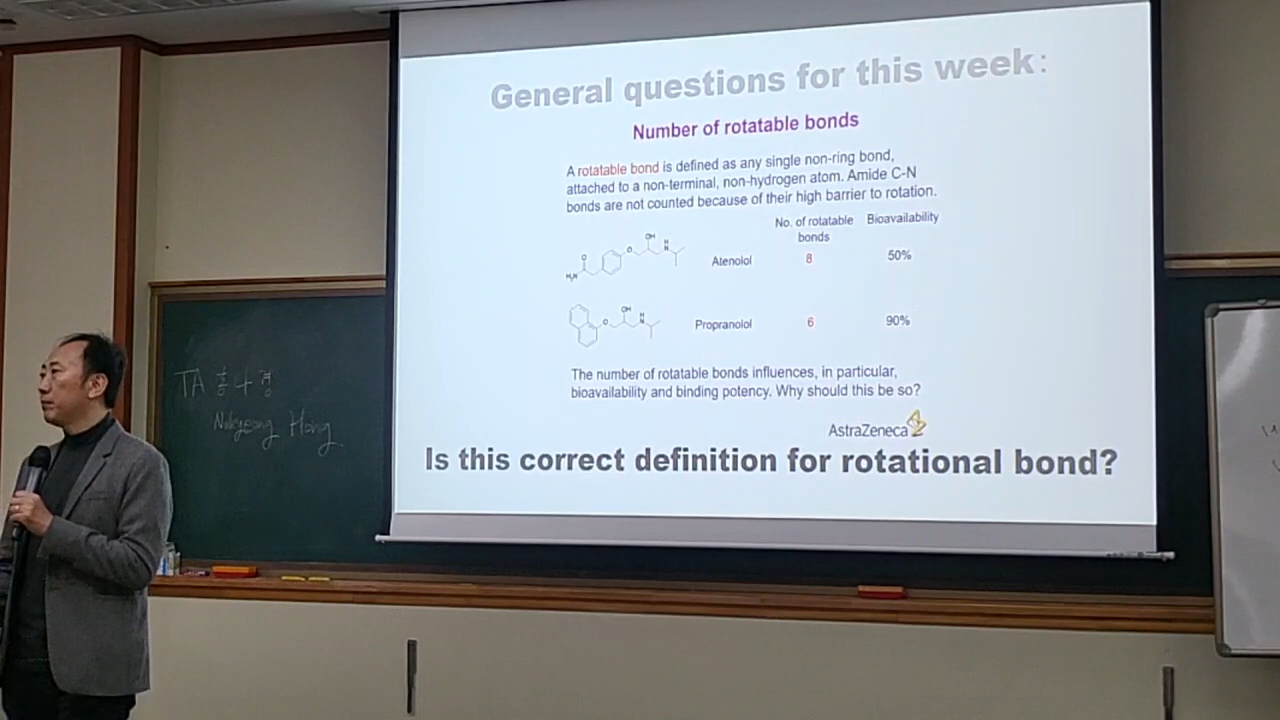 General questions for this week:
Number of rotatable bonds
A rotatable bond is defined as any single non-ring bond,
attached to a non-terminal, non-hydrogen atom. Amide C-N
bonds are not counted because of their high barrier to rotation.
No. of rotatable bonds
Bioavailability
OH
O
H
N
O
H₂N
Atenolol
8
50%
OH
O
H
N
Propranolol
6
90%
The number of rotatable bonds influences, in particular,
bioavailability and binding potency. Why should this be so?
AstraZeneca
Is this correct definition for rotational bond?
TA
Hong